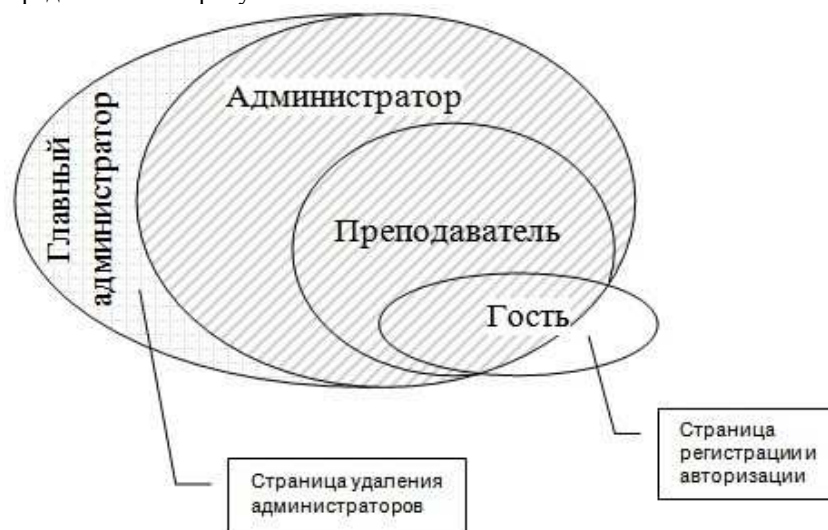 Администратор
Главный
администратор
Преподаватель
Гость
Страница
регистрации и
авторизации
Страница удаления
администраторов